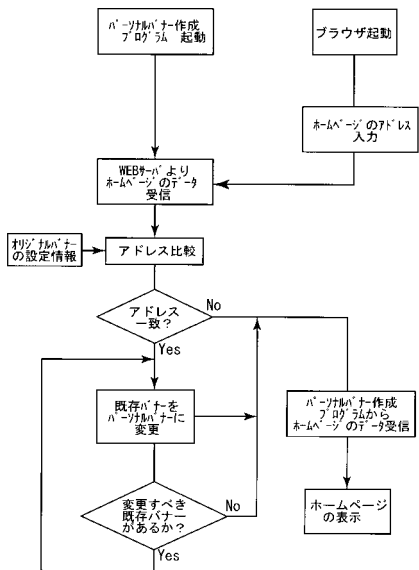 パーソナルバナー作成
プログラム 起動
ブラウザ起動
ホームページのアドレス
入力
WEBサーバより
ホームページのデータ
受信
オリジナルバナー
の設定情報
アドレス比較
アドレス
一致？
No
Yes
既存バナーを
パーソナルバナーに
変更
パーソナルバナー作成
プログラムから
ホームページのデータ受信
変更すべき
既存バナー
があるか？
No
Yes
ホームページ
の表示